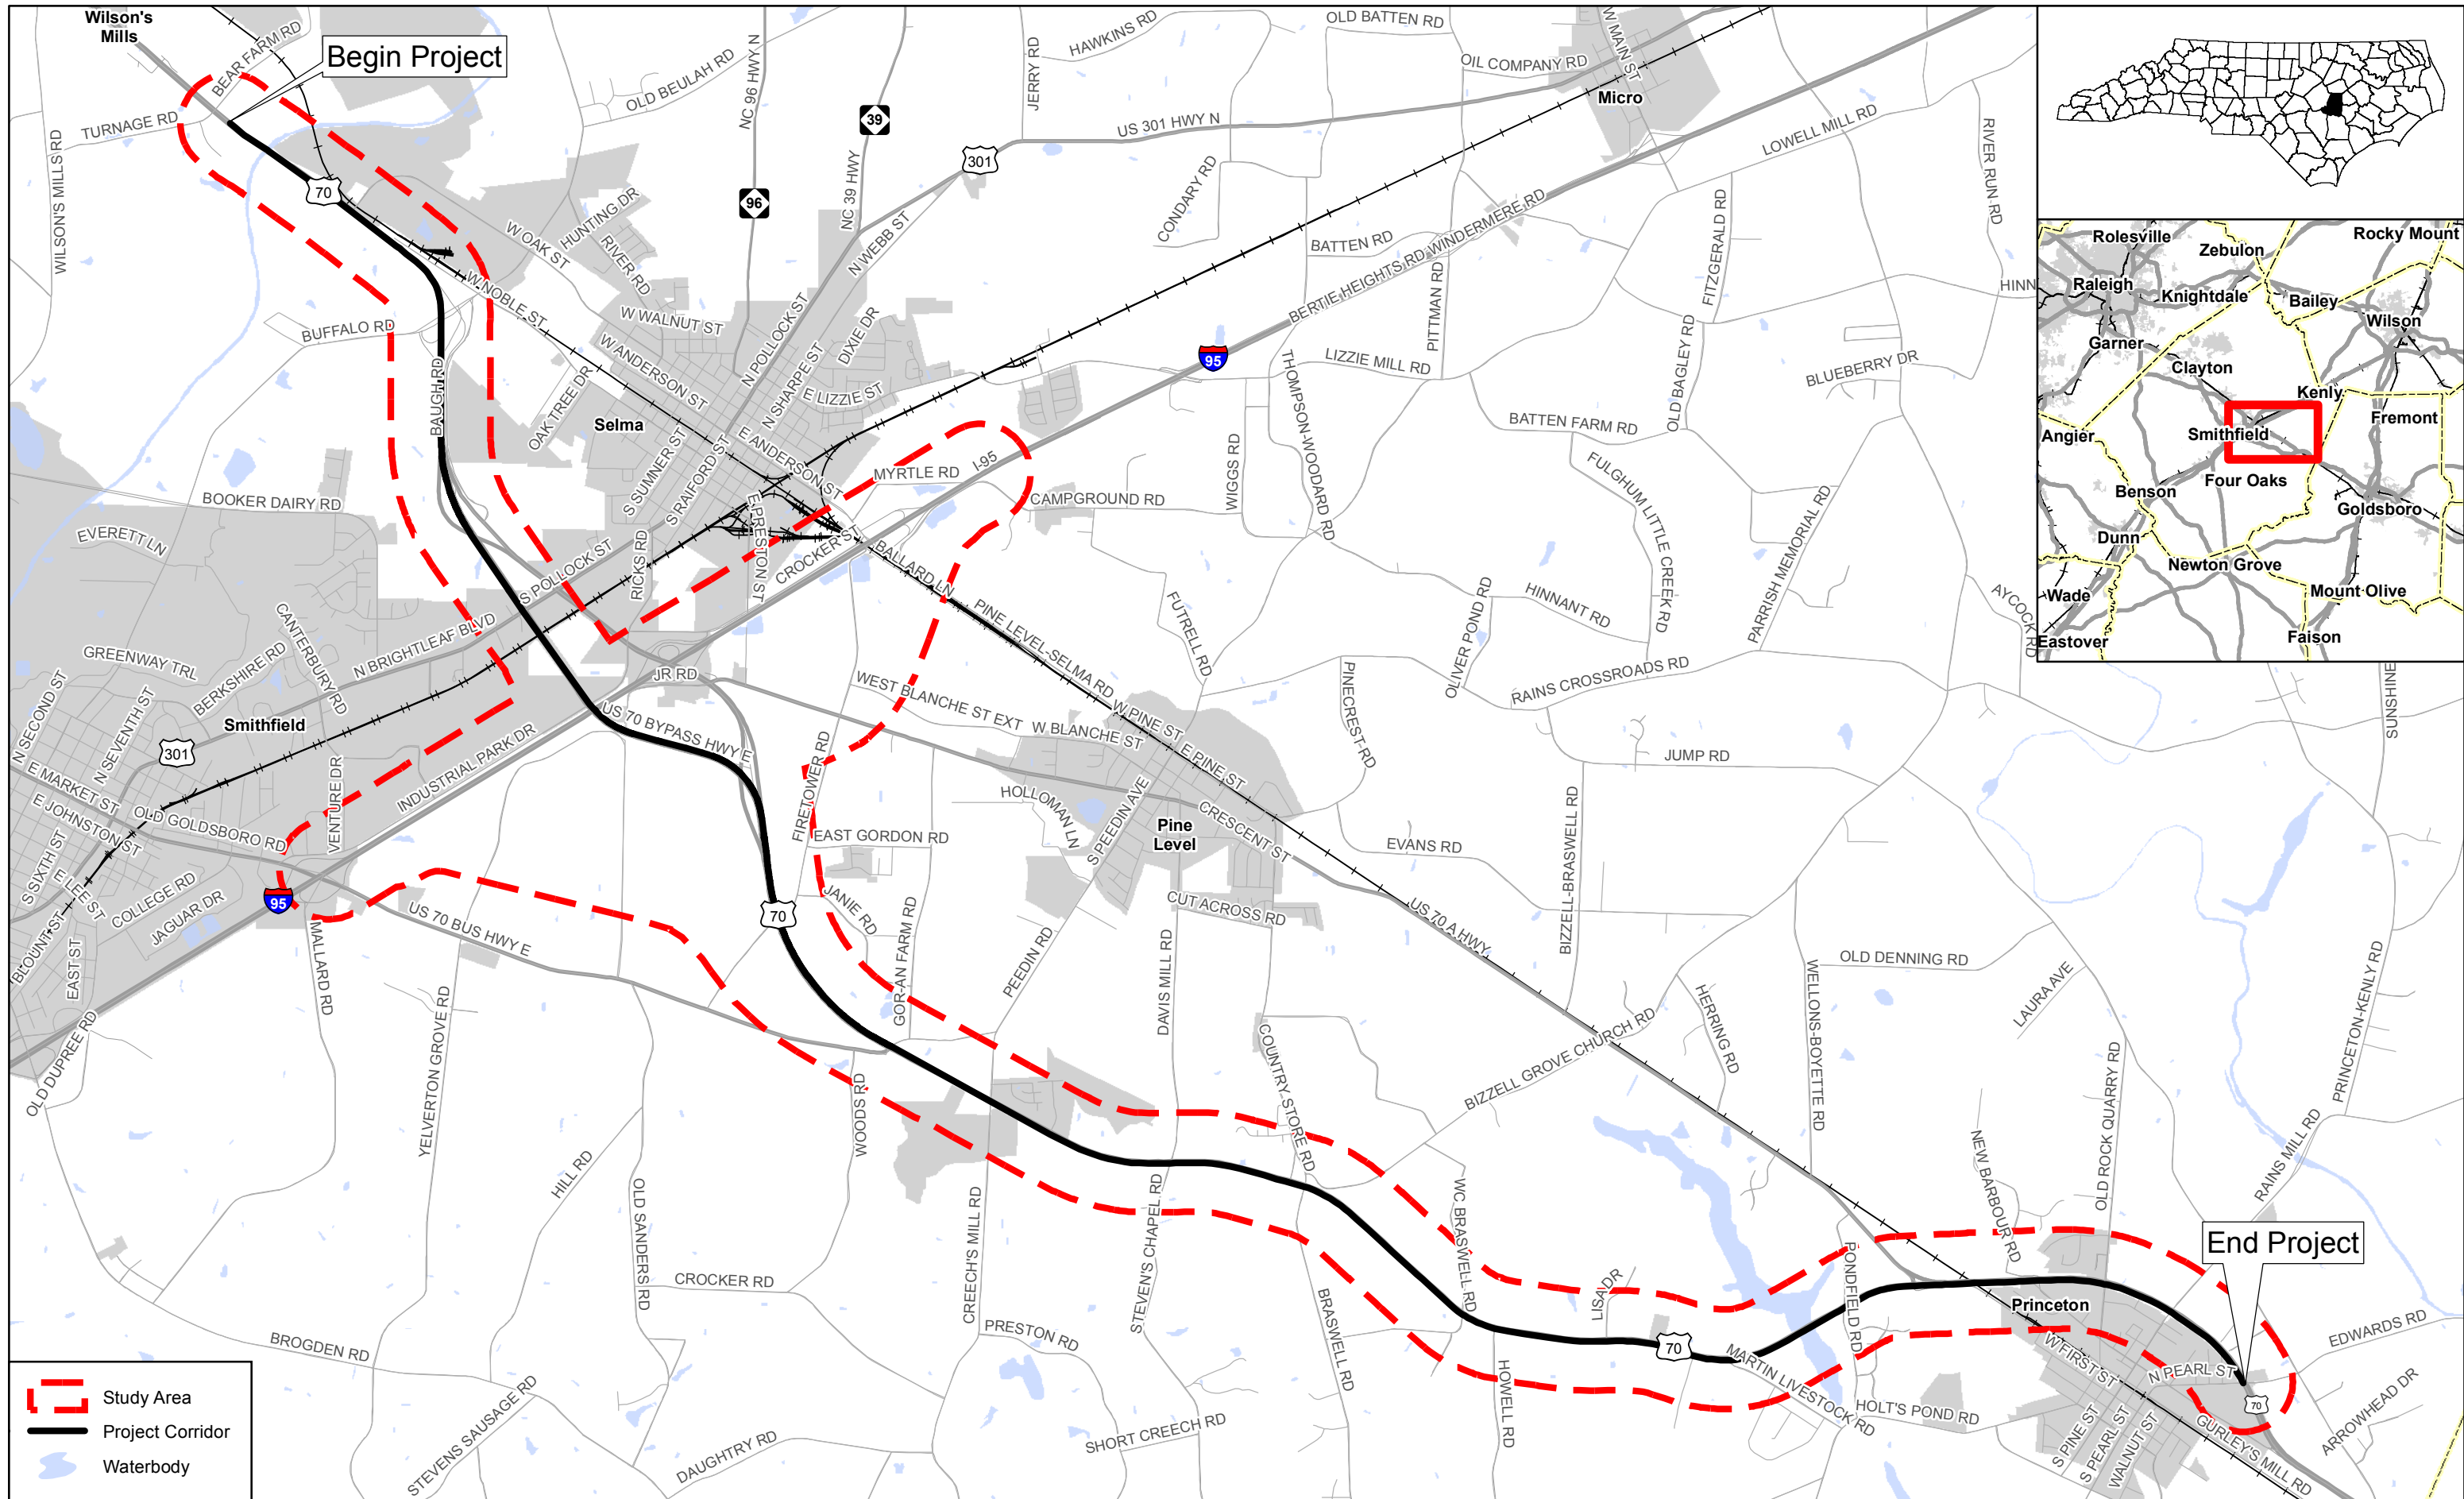 Wilson's
Mills
BEAR FARM RD
Begin Project
TURNAGE RD
WILSON'S MILLS RD
70
OLD BEULAH RD
NC 96 HWY N
96
39
NC 39 HWY
JERRY RD
HAWKINS RD
OLD BATTEN RD
OIL COMPANY RD
W MAIN ST
Micro
US 301 HWY N
301
CONDARY RD
LOWELL MILL RD
RIVER RUN RD
FITZGERALD RD
BATTEN RD
BERTIE HEIGHTS RD
WINDERMERE RD
PITTMAN RD
HINN
W OAK ST
HUNTING DR
RIVER RD
N WEBB ST
W NOBLE ST
W WALNUT ST
N POLLOCK ST
DIXIE DR
N SHARPE ST
E LIZZIE ST
W ANDERSON ST
OAK TREE DR
Selma
BUFFALO RD
BAUGH RD
95
LIZZIE MILL RD
THOMPSON-WOODARD RD
OLD BAGLEY RD
BLUEBERRY DR
BATTEN FARM RD
WIGGS RD
FULGHUM LITTLE CREEK RD
PARRISH MEMORIAL RD
E ANDERSON ST
S SUMNER ST
S RAIFORD ST
MYRTLE RD
I-95
CAMPGROUND RD
BOOKER DAIRY RD
EVERETT LN
E PRESTON ST
RICKS RD
CROCKER ST
BALLARD LN
S POLLOCK ST
PINE LEVEL-SELMA RD
FUTRELL RD
OLIVER POND RD
HINNANT RD
AYCOCK RD
RAINS CROSSROADS RD
PINECREST RD
JUMP RD
SUNSHINE
CANTERBURY RD
N BRIGHTLEAF BLVD
GREENWAY TRL
BERKSHIRE RD
N SECOND ST
N SEVENTH ST
Smithfield
301
JR RD
US 70 BYPASS HWY E
WEST BLANCHE ST EXT
W BLANCHE ST
W PINE ST
E PINE ST
FIRETOWER RD
INDUSTRIAL PARK DR
VENTURE DR
E MARKET ST
E JOHNSTON ST
OLD GOLDSBORO RD
S SIXTH ST
E LEE ST
COLLEGE RD
JAGUAR DR
BLOUNT ST
EAST ST
95
MALLARD RD
OLD DUPREE RD
US 70 BUS HWY E
YELVERTON GROVE RD
HOLLOMAN LN
S PEEDIN AVE
Pine
Level
CRESCENT ST
EAST GORDON RD
JANIE RD
GOR-AN FARM RD
PEEDIN RD
CUT ACROSS RD
DAVIS MILL RD
EVANS RD
BIZZELL-BRASWELL RD
US 70 A HWY
70
WOODS RD
COUNTRY STORE RD
BIZZELL GROVE CHURCH RD
HERRING RD
WELLONS-BOYETTE RD
OLD DENNING RD
LAURA AVE
PRINCETON-KENLY RD
OLD ROCK QUARRY RD
NEW BARBOUR RD
RAINS MILL RD
End Project
HILL RD
OLD SANDERS RD
CROCKER RD
CREECH'S MILL RD
STEVEN'S CHAPEL RD
PRESTON RD
BRASWELL RD
WC BRASWELL RD
HOWELL RD
LISA DR
70
MARTIN LIVESTOCK RD
PONDFIELD RD
HOLT'S POND RD
Princeton
W FIRST ST
N PEARL ST
70
EDWARDS RD
ARROWHEAD DR
GURLEY'S MILL RD
S PINE ST
S PEARL ST
WALNUT ST
BROGDEN RD
STEVENS SAUSAGE RD
DAUGHTRY RD
SHORT CREECH RD
Study Area
Project Corridor
Waterbody
Rolesville
Zebulon
Rocky Mount
Raleigh
Knightdale
Bailey
Wilson
Garner
Clayton
Kenly
Fremont
Angier
Smithfield
Four Oaks
Benson
Goldsboro
Dunn
Newton Grove
Wade
Mount Olive
Eastover
Faison